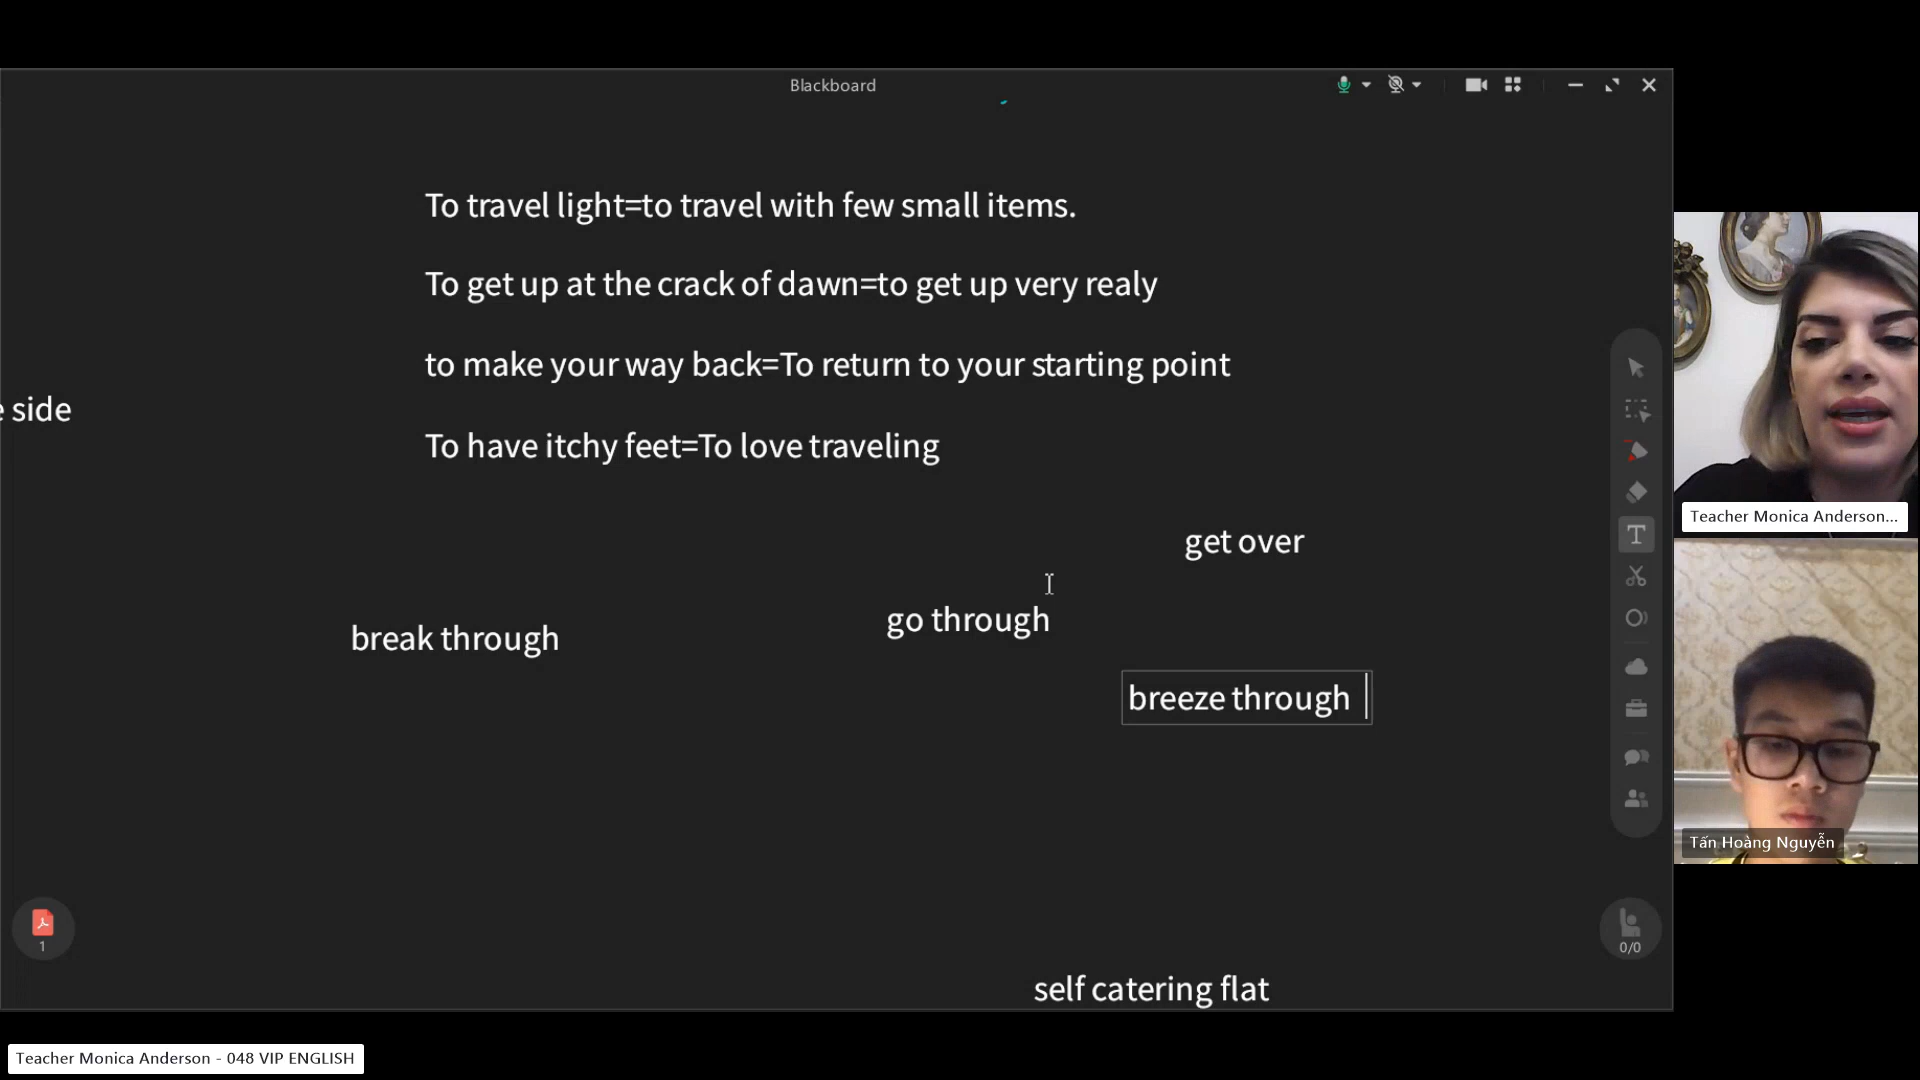 Blackboard
To travel light=to travel with few small items.
To get up at the crack of dawn=to get up very realy
to make your way back=To return to your starting point
e side
To have itchy feet=To love traveling
get over
go through
break through
breeze through
self catering flat
1
0/0
Teacher Monica Anderson...
Tấn Hoàng Nguyễn
Teacher Monica Anderson - 048 VIP ENGLISH